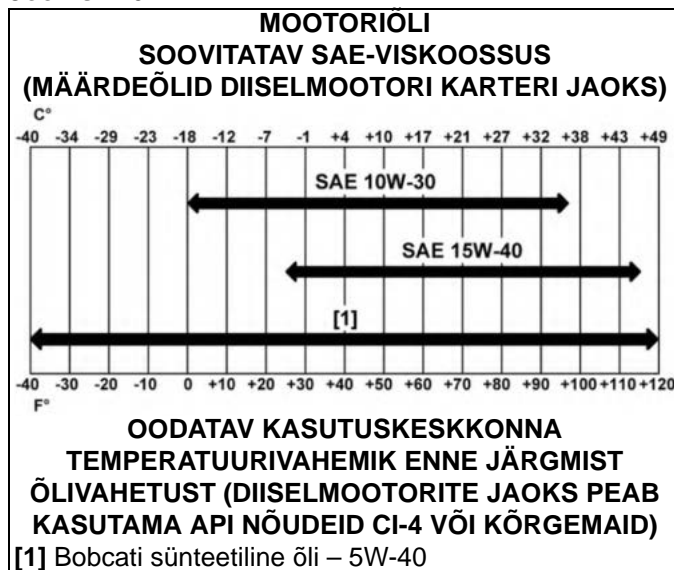 MOOTORIÕLI
SOOVITATAV SAE-VISKOOSSUS
(MÄÄRDEÕLID DIISELMOOTORI KARTERI JAOKS)
C°
-40 -34 -29 -23 -18 -12 -7 -1 +4 +10 +17 +21 +27 +32 +38 +43 +49
SAE 10W-30
SAE 15W-40
[1]
-40 -30 -20 -10 0 +10 +20 +30 +40 +50 +60 +70 +80 +90 +100 +110 +120
F°
OODATAV KASUTUSKESKKONNA
TEMPERATUURIVAHEMIK ENNE JÄRGMIST
ÕLIVAHETUST (DIISELMOOTORITE JAOKS PEAB
KASUTAMA API NÕUDEID CI-4 VÕI KÕRGEMAID)
[1] Bobcati sünteetiline õli – 5W-40